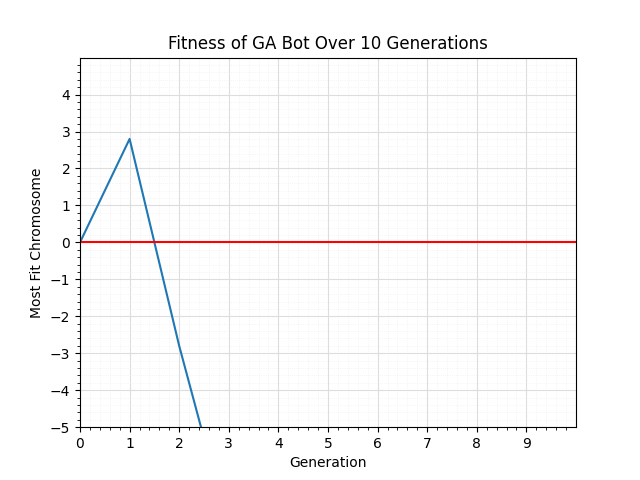 Fitness of GA Bot Over 10 Generations
Most Fit Chromosome
4
3
2
1
0
−1
−2
−3
−4
−5
0 1 2 3 4 5 6 7 8 9
Generation